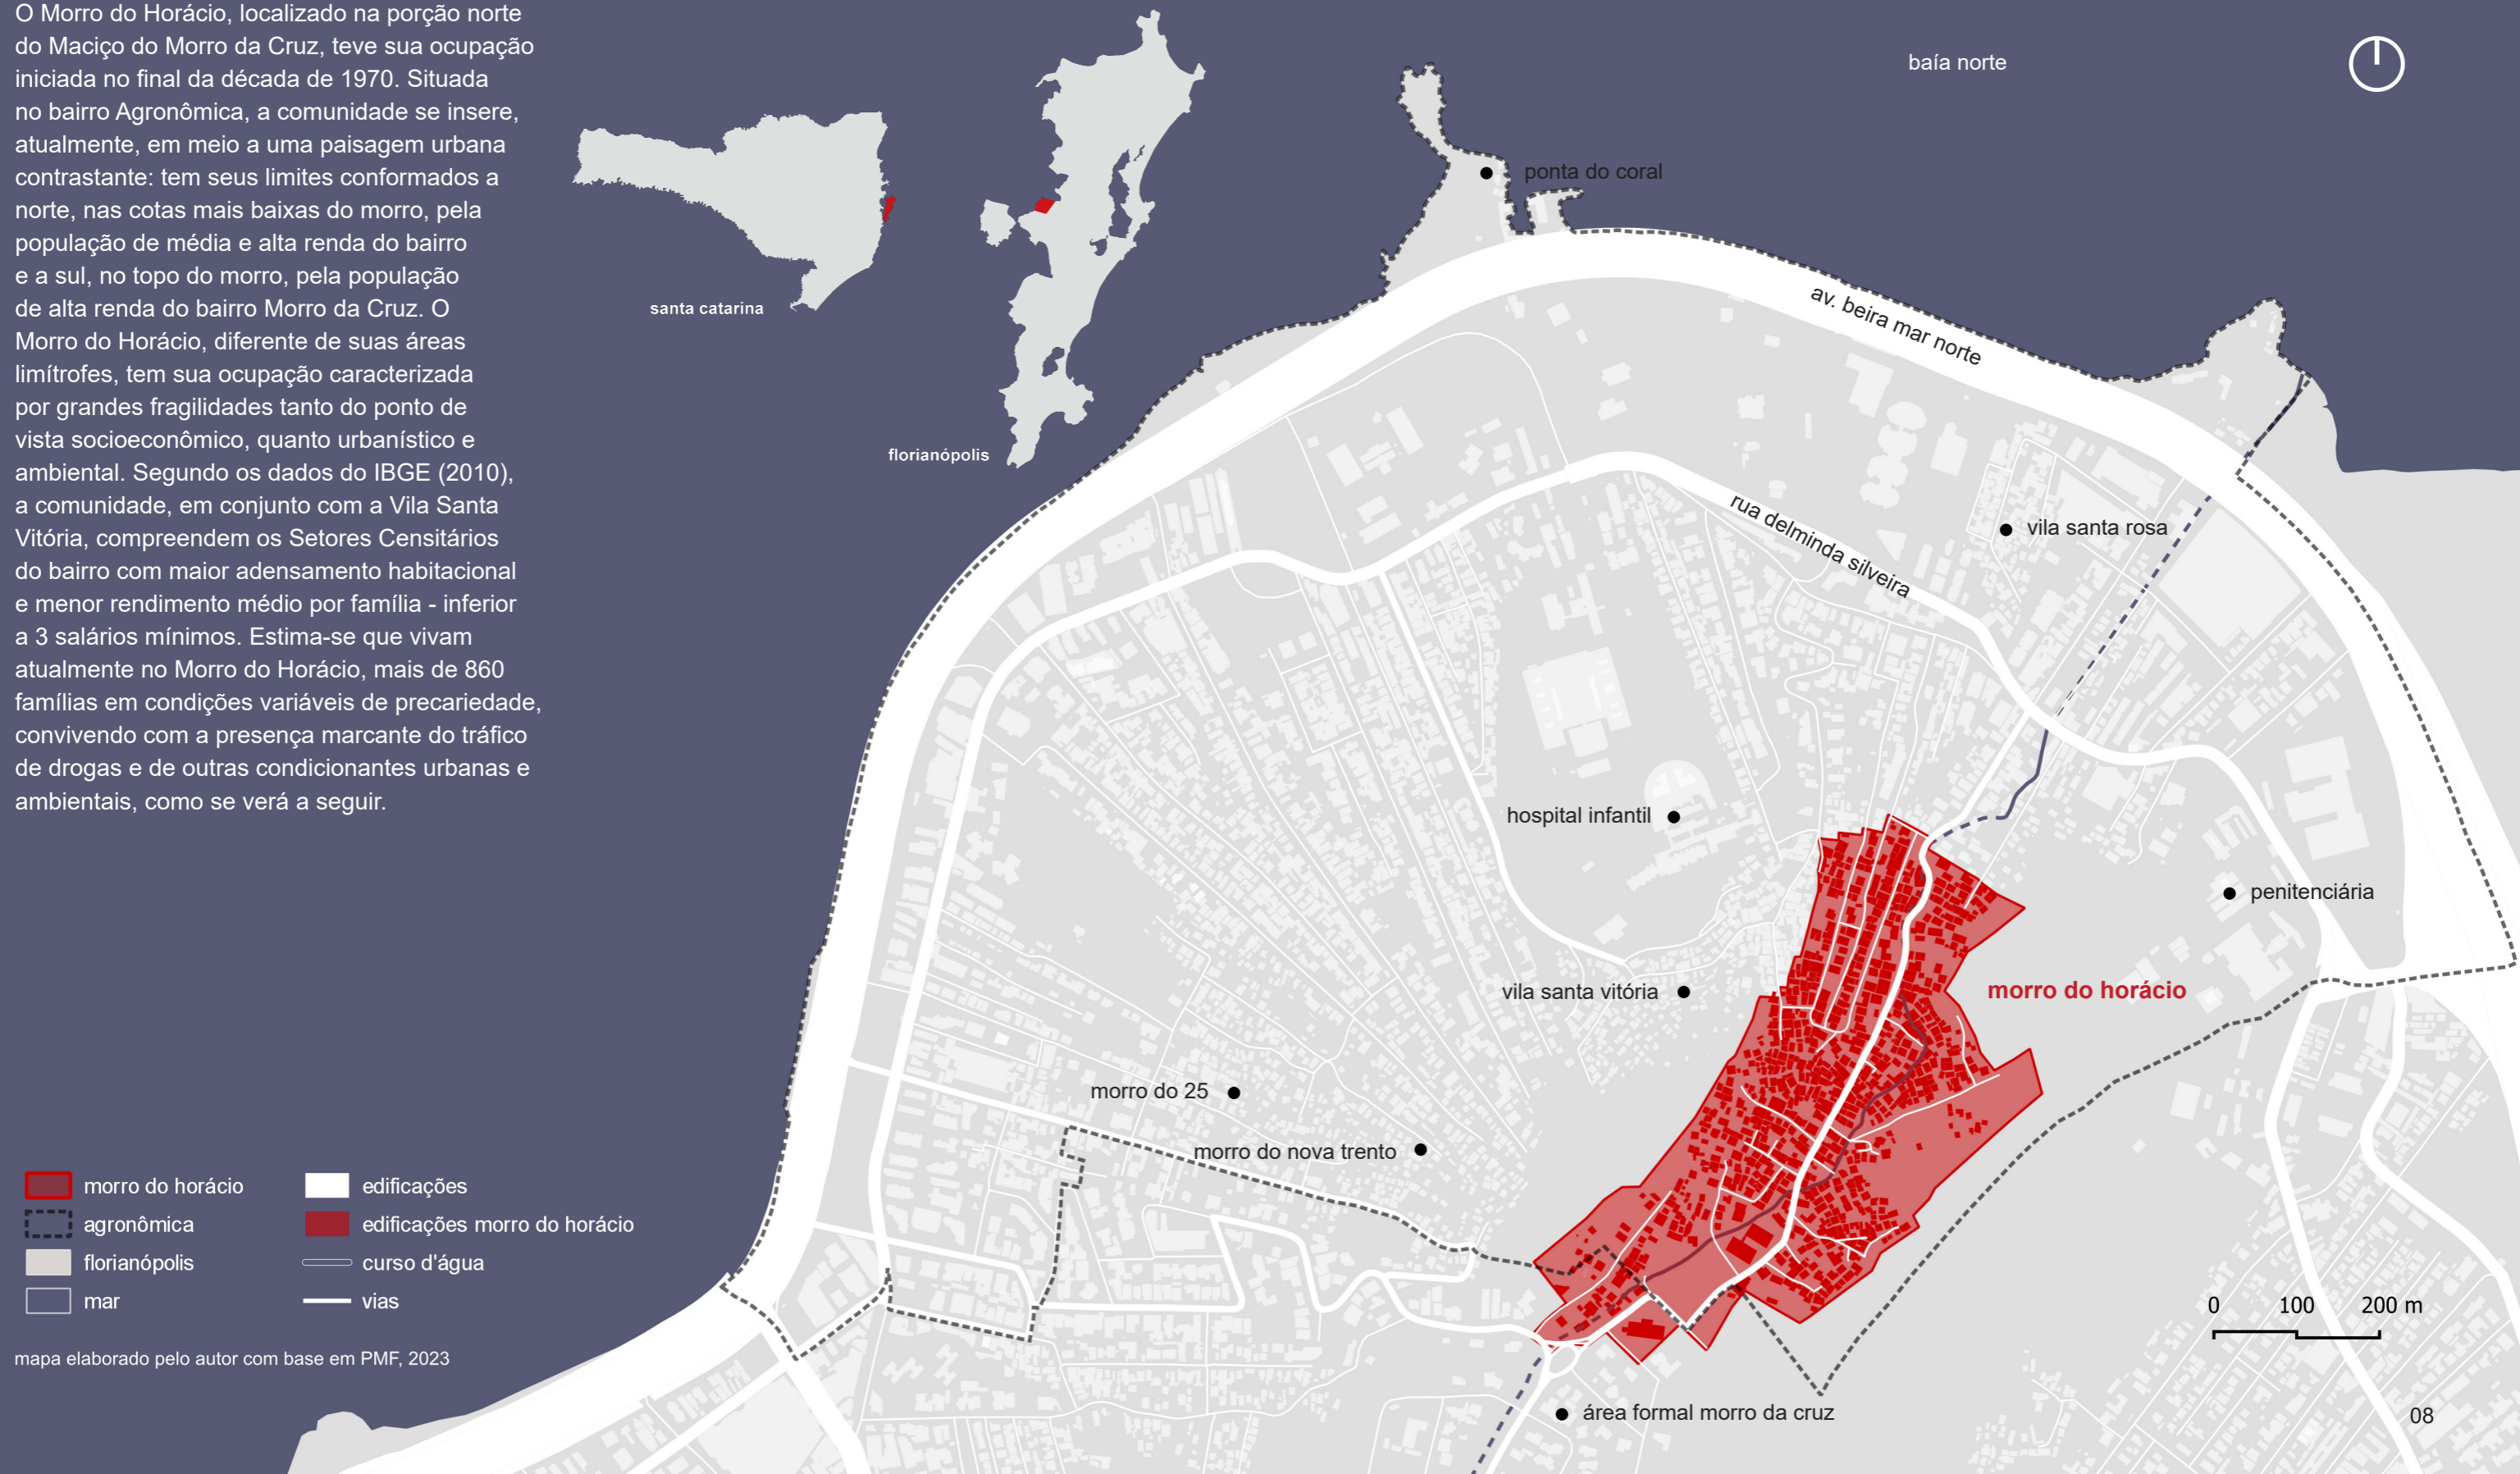 O Morro do Horácio, localizado na porção norte
do Maciço do Morro da Cruz, teve sua ocupação
iniciada no final da década de 1970. Situada
no bairro Agronômica, a comunidade se insere,
atualmente, em meio a uma paisagem urbana
contrastante: tem seus limites conformados a
norte, nas cotas mais baixas do morro, pela
população de média e alta renda do bairro
e a sul, no topo do morro, pela população
de alta renda do bairro Morro da Cruz. O
Morro do Horácio, diferente de suas áreas
limítrofes, tem sua ocupação caracterizada
por grandes fragilidades tanto do ponto de
vista socioeconômico, quanto urbanístico e
ambiental. Segundo os dados do IBGE (2010),
a comunidade, em conjunto com a Vila Santa
Vitória, compreendem os Setores Censitários
do bairro com maior adensamento habitacional
e menor rendimento médio por família - inferior
a 3 salários mínimos. Estima-se que vivam
atualmente no Morro do Horácio, mais de 860
famílias em condições variáveis de precariedade,
convivendo com a presença marcante do tráfico
de drogas e de outras condicionantes urbanas e
ambientais, como se verá a seguir.
santa catarina
florianópolis
baía norte
ponta do coral
av. beira mar norte
rua delminda silveira
vila santa rosa
hospital infantil
penitenciária
vila santa vitória
morro do horácio
morro do 25
morro do nova trento
área formal morro da cruz
0 100 200 m
morro do horácio
agronômica
florianópolis
mar
edificações
edificações morro do horácio
curso d'água
vias
mapa elaborado pelo autor com base em PMF, 2023
08